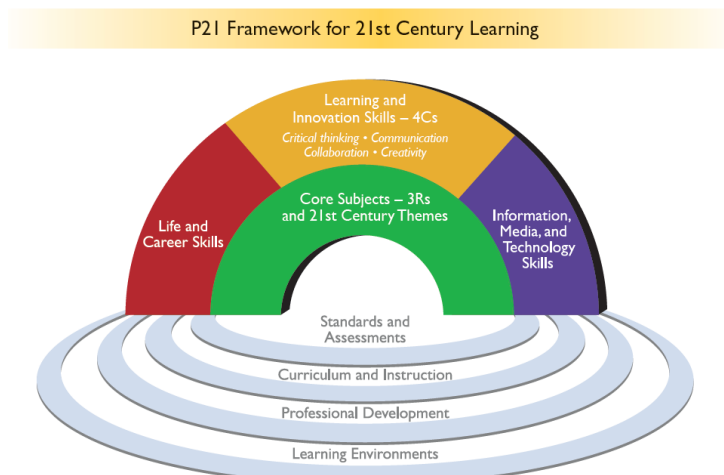 P21 Framework for 21st Century Learning
Learning and
Innovation Skills – 4Cs
Critical thinking • Communication
Collaboration • Creativity
Core Subjects – 3Rs
and 21st Century Themes
Life and
Career Skills
Information,
Media, and
Technology
Skills
Standards and
Assessments
Curriculum and Instruction
Professional Development
Learning Environments